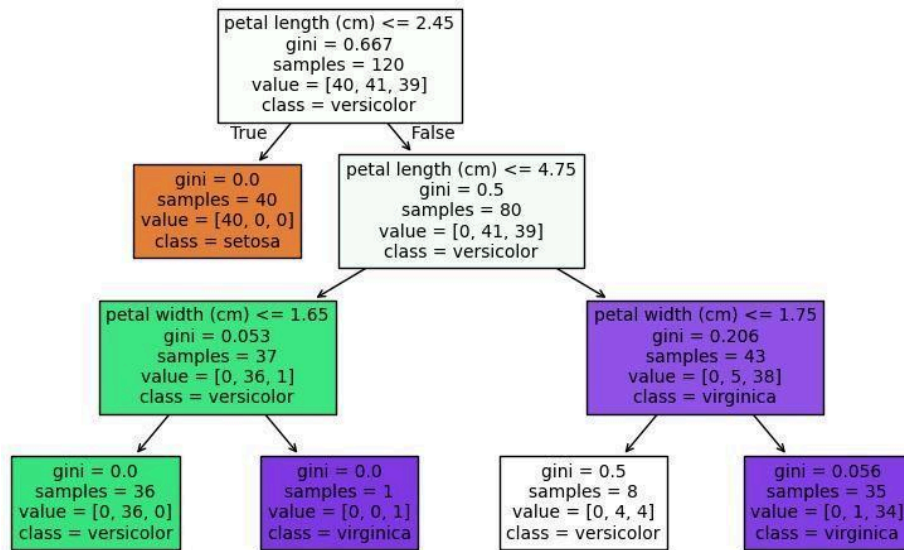 petal length (cm) <= 2.45
gini = 0.667
samples = 120
value = [40, 41, 39]
class = versicolor
True
False
gini = 0.0
samples = 40
value = [40, 0, 0]
class = setosa
petal length (cm) <= 4.75
gini = 0.5
samples = 80
value = [0, 41, 39]
class = versicolor
petal width (cm) <= 1.65
gini = 0.053
samples = 37
value = [0, 36, 1]
class = versicolor
petal width (cm) <= 1.75
gini = 0.206
samples = 43
value = [0, 5, 38]
class = virginica
gini = 0.0
samples = 36
value = [0, 36, 0]
class = versicolor
gini = 0.0
samples = 1
value = [0, 0, 1]
class = virginica
gini = 0.5
samples = 8
value = [0, 4, 4]
class = versicolor
gini = 0.056
samples = 35
value = [0, 1, 34]
class = virginica